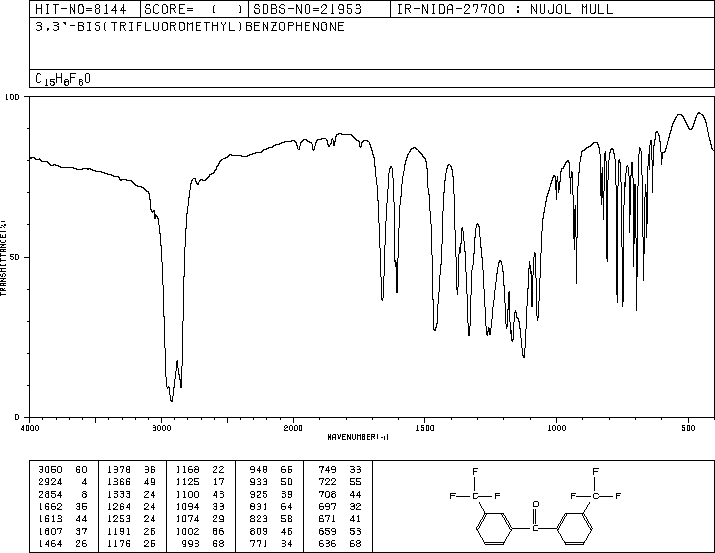 HIT-NO=8144 SCORE= ( ) SDBS-NO=21953 IR-NIDA-27700 : NUJOL MULL
3,3'-BIS(TRIFLUOROMETHYL)BENZOPHENONE
C15H8F6O
100
50
0
TRANSMITTANCE(%)
4000 3000 2000 1500 1000 500
WAVENUMBER(-1)
3060 60 1378 36 1168 22 948 66 749 33
2924 4 1366 49 1125 17 933 50 722 55
2854 8 1333 24 1100 43 925 39 708 44
1662 35 1264 24 1094 33 831 64 697 32
1613 44 1253 24 1074 29 823 58 671 41
1607 37 1191 26 1002 86 809 46 659 53
1464 26 1176 26 993 68 771 34 636 68
F F
F C F F C F
O
C